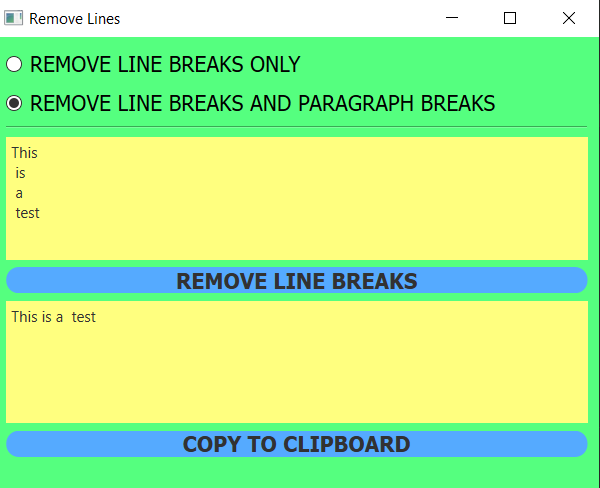 Remove Lines
REMOVE LINE BREAKS ONLY
REMOVE LINE BREAKS AND PARAGRAPH BREAKS
This
 is
 a
 test
REMOVE LINE BREAKS
This is a  test
COPY TO CLIPBOARD